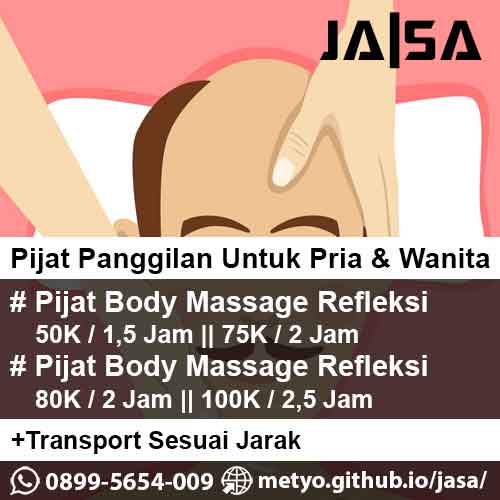 JA|SA
Pijat Panggilan Untuk Pria & Wanita
# Pijat Body Massage Refleksi
50K / 1,5 Jam || 75K / 2 Jam
# Pijat Body Massage Refleksi
80K / 2 Jam || 100K / 2,5 Jam
+Transport Sesuai Jarak
0899-5654-009 metyo.github.io/jasa/